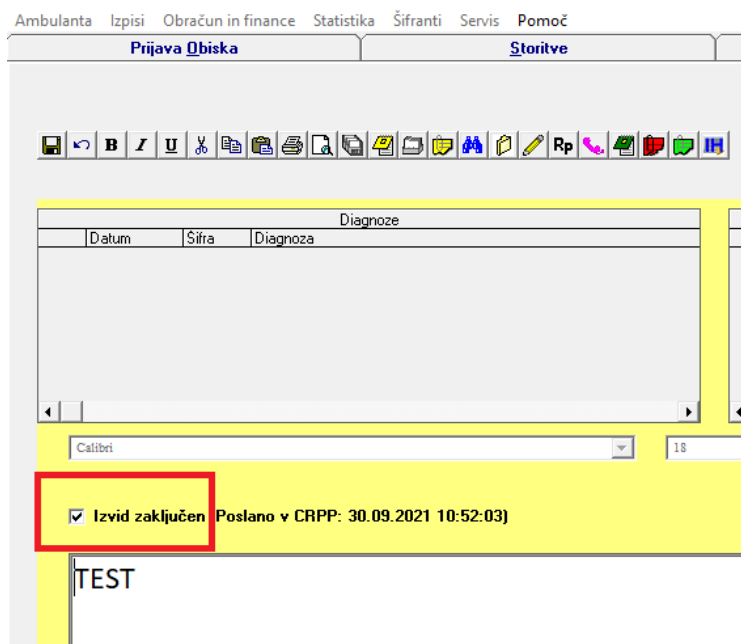 Ambulanta Izpisi Obračun in finance Statistika Šifranti Servis Pomoč
Prijava Obiska Storitve
B I U Rp IH
Diagnoze
Datum Šifra Diagnoza
Calibri 18
Izvid zaključen (Poslano v CRPP: 30.09.2021 10:52:03)
TEST